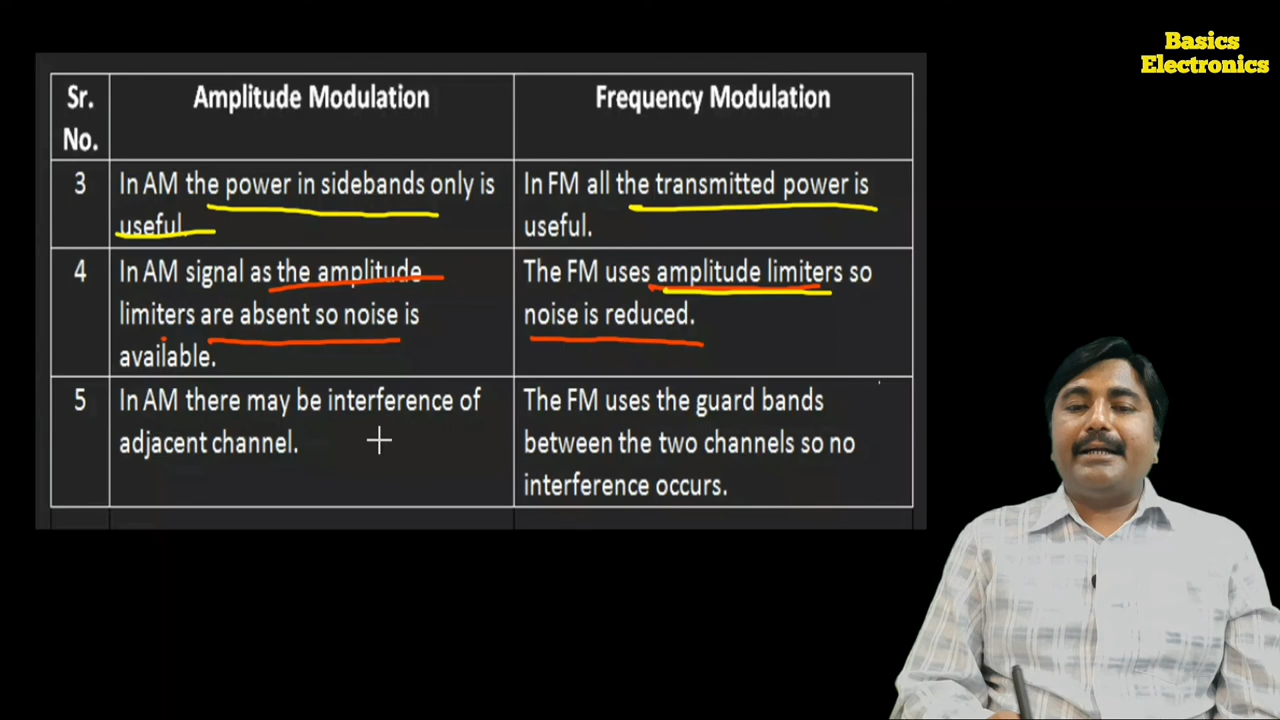 Basics
Electronics
Sr. No. Amplitude Modulation Frequency Modulation
3 In AM the power in sidebands only is useful. In FM all the transmitted power is useful.
4 In AM signal as the amplitude limiters are absent so noise is available. The FM uses amplitude limiters so noise is reduced.
5 In AM there may be interference of adjacent channel. The FM uses the guard bands between the two channels so no interference occurs.